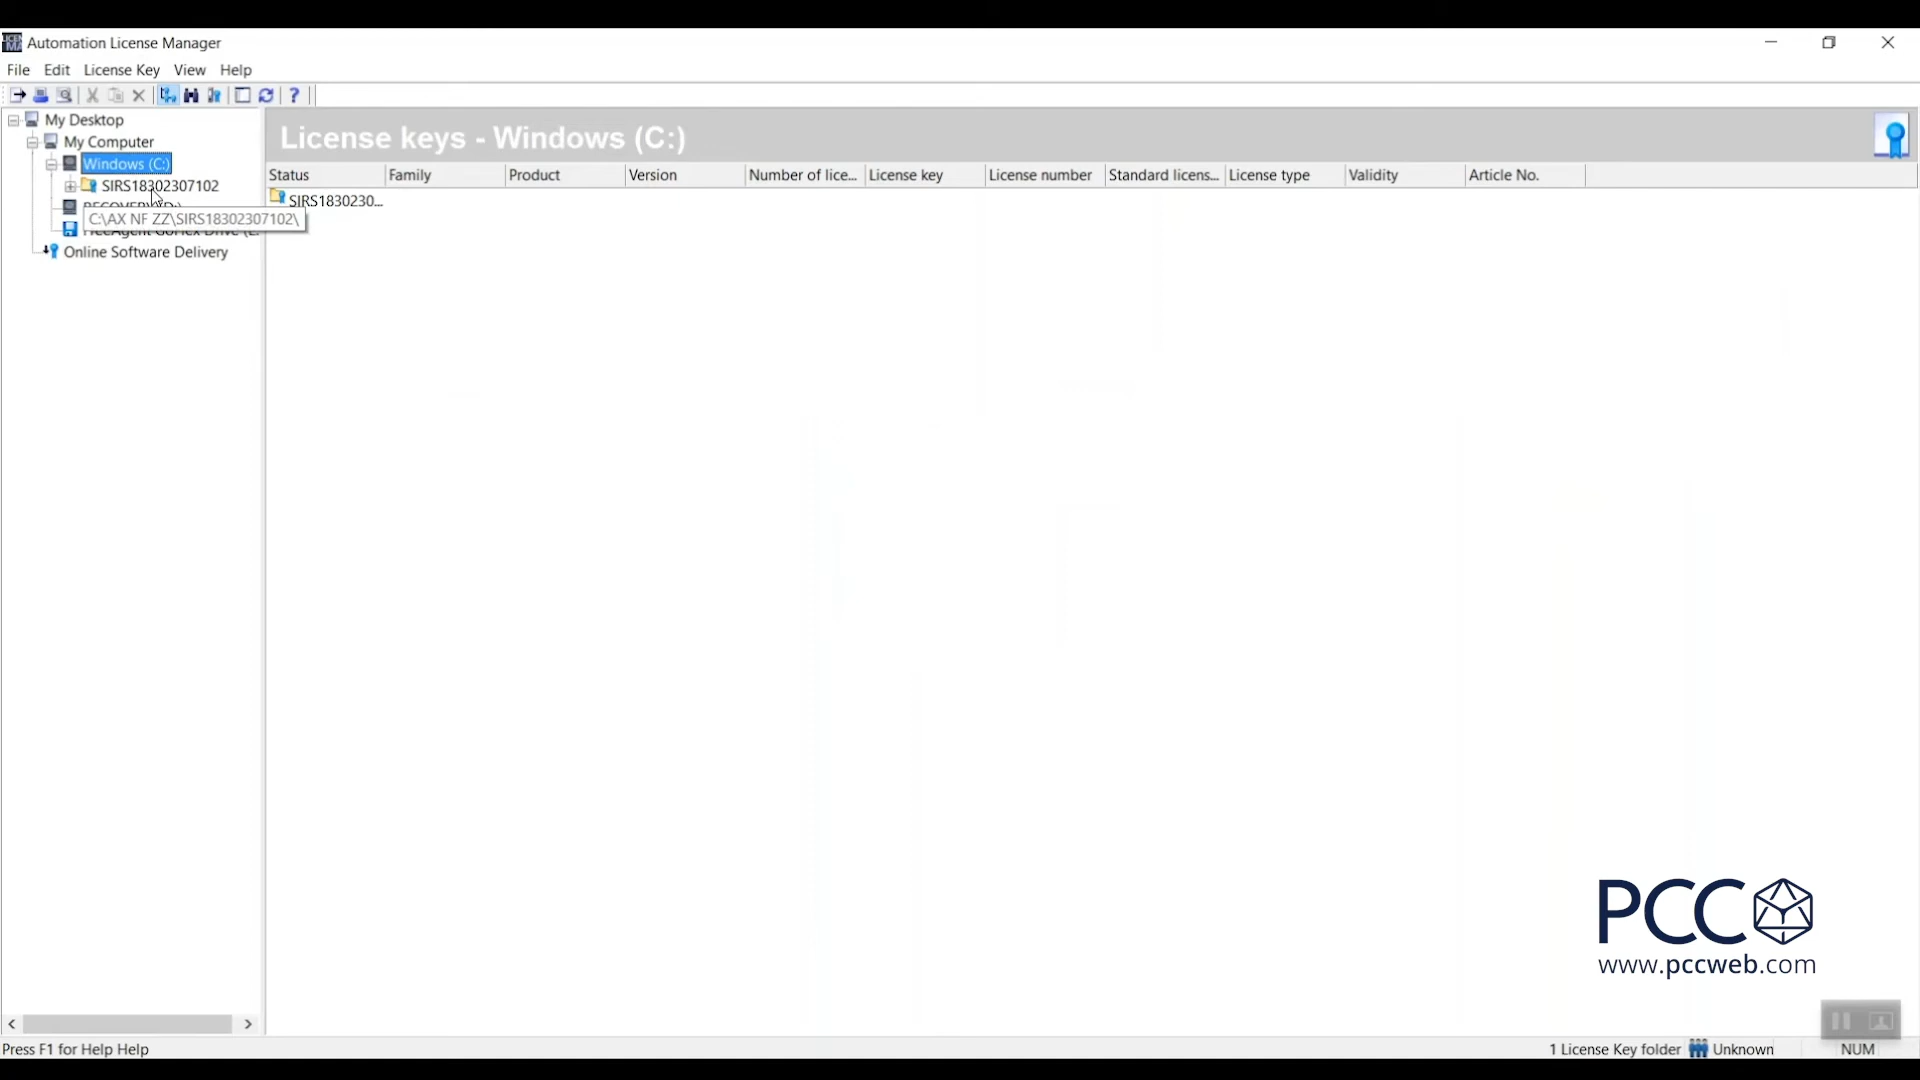 Automation License Manager
File Edit License Key View Help
My Desktop
My Computer
Windows (C:)
SIRS18302307102
C:\AX NF ZZ\SIRS18302307102\
Online Software Delivery
License keys - Windows (C:)
Status Family Product Version Number of lice... License key License number Standard licens... License type Validity Article No.
SIRS1830230...
PCC
www.pccweb.com
Press F1 for Help Help
1 License Key folder Unknown NUM